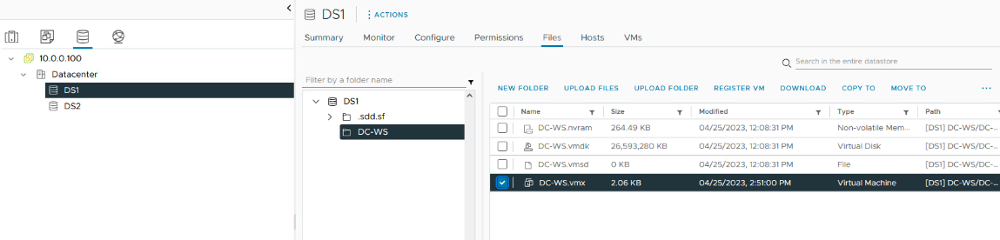 DS1
ACTIONS
Summary Monitor Configure Permissions Files Hosts VMs
10.0.0.100
Datacenter
DS1
DS2
Search in the entire datastore
Filter by a folder name
DS1
.sdd.sf
DC-WS
NEW FOLDER UPLOAD FILES UPLOAD FOLDER REGISTER VM DOWNLOAD COPY TO MOVE TO ...
Name Size Modified Type Path
DC-WS.nvram 264.49 KB 04/25/2023, 12:08:31 PM Non-volatile Mem... [DS1] DC-WS/DC-...
DC-WS.vmdk 26,593,280 KB 04/25/2023, 12:08:31 PM Virtual Disk [DS1] DC-WS/DC-...
DC-WS.vmsd 0 KB 04/25/2023, 12:08:31 PM File [DS1] DC-WS/DC-...
DC-WS.vmx 2.06 KB 04/25/2023, 2:51:00 PM Virtual Machine [DS1] DC-WS/DC-...